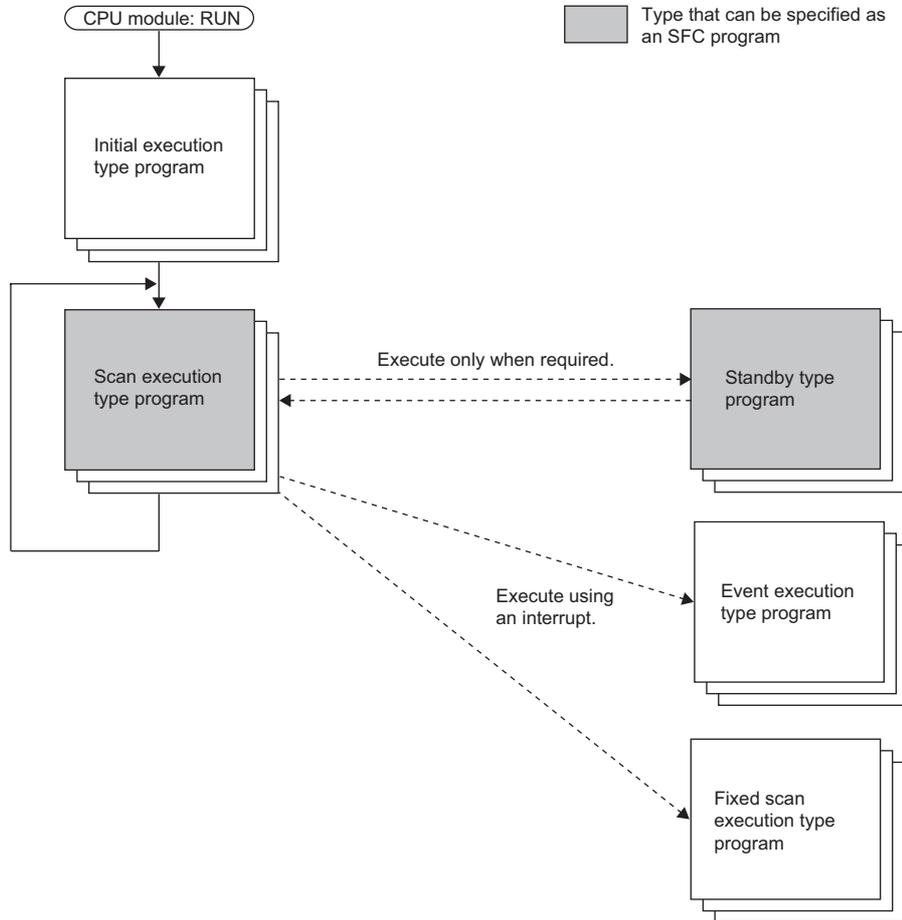 CPU module: RUN
Type that can be specified as
an SFC program
Initial execution
type program
Scan execution
type program
Execute only when required.
Standby type
program
Execute using
an interrupt.
Event execution
type program
Fixed scan
execution type
program